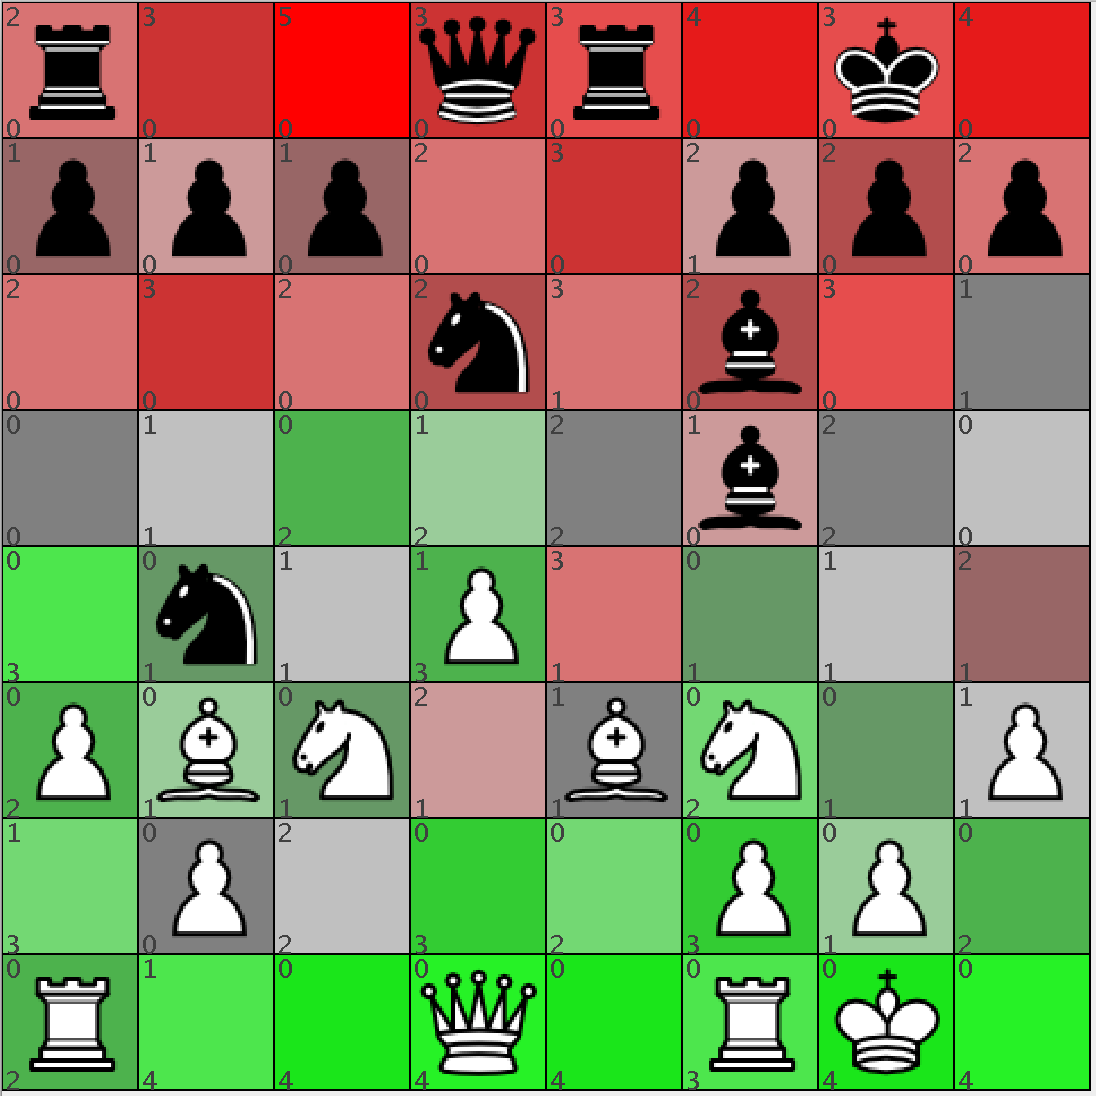 2 3 5 3 3 4 3 4
0 0 0 0 0 0 0 0
1 1 1 2 3 2 2 2
0 0 0 0 0 1 0 0
2 3 2 2 3 2 3 1
0 0 0 0 1 0 0 1
0 1 0 1 2 1 2 0
0 1 2 2 2 0 2 0
0 0 1 1 3 0 1 2
3 1 1 3 1 1 1 1
0 0 0 2 1 0 0 1
2 1 1 1 1 2 1 1
1 0 2 0 0 0 0 0
3 0 2 3 2 3 1 2
0 1 0 0 0 0 0 0
2 4 4 4 4 3 4 4